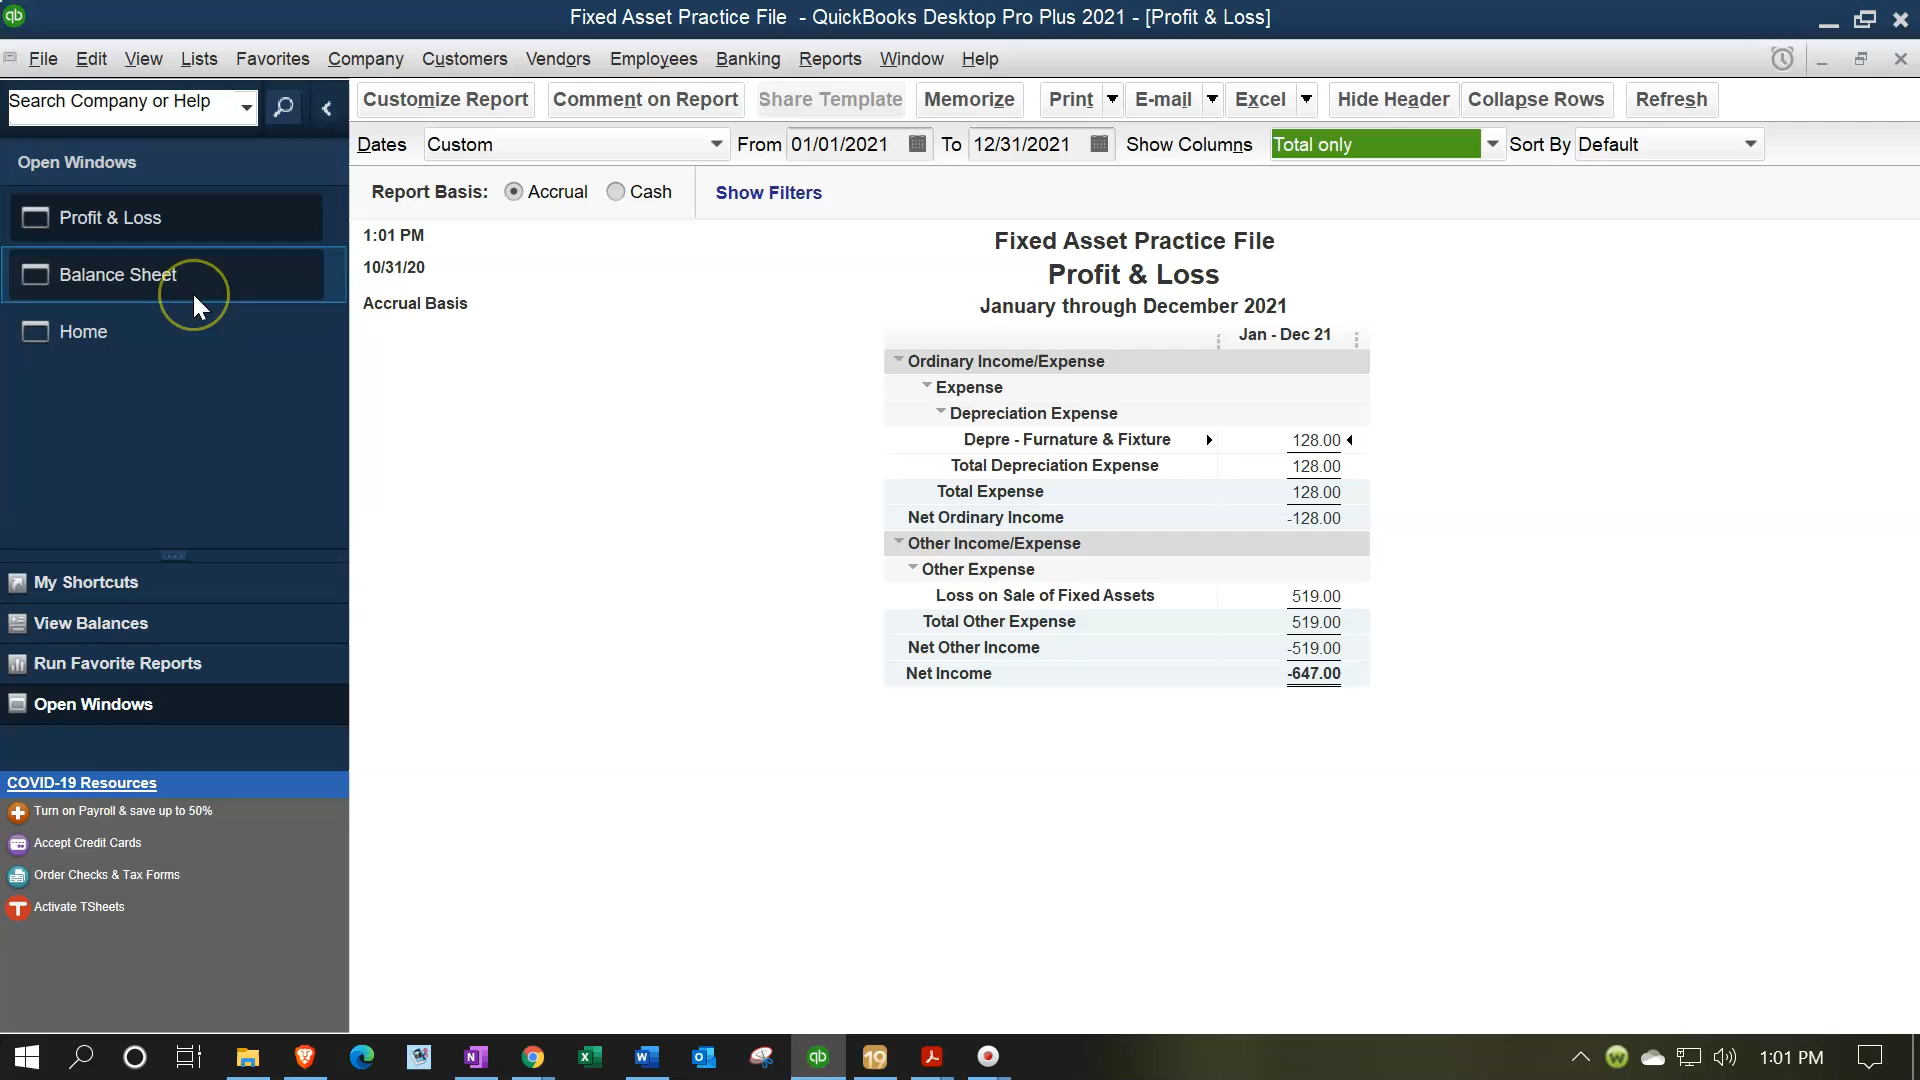 qb
Fixed Asset Practice File - QuickBooks Desktop Pro Plus 2021 - [Profit & Loss]
File Edit View Lists Favorites Company Customers Vendors Employees Banking Reports Window Help
Search Company or Help
Customize Report Comment on Report Share Template Memorize Print E-mail Excel Hide Header Collapse Rows Refresh
Dates Custom From 01/01/2021 To 12/31/2021 Show Columns Total only Sort By Default
Report Basis: Accrual Cash Show Filters
Open Windows
Profit & Loss
Balance Sheet
Home
My Shortcuts
View Balances
Run Favorite Reports
Open Windows
COVID-19 Resources
Turn on Payroll & save up to 50%
Accept Credit Cards
Order Checks & Tax Forms
Activate TSheets
1:01 PM
10/31/20
Accrual Basis
Fixed Asset Practice File
Profit & Loss
January through December 2021
Jan - Dec 21
Ordinary Income/Expense
Expense
Depreciation Expense
Depre - Furnature & Fixture 128.00
Total Depreciation Expense 128.00
Total Expense 128.00
Net Ordinary Income -128.00
Other Income/Expense
Other Expense
Loss on Sale of Fixed Assets 519.00
Total Other Expense 519.00
Net Other Income -519.00
Net Income -647.00
qb 19 1:01 PM